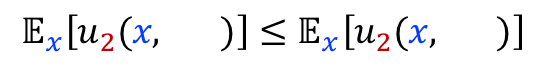 𝔼ₓ[u₂(x,      )] ≤ 𝔼ₓ[u₂(x,      )]